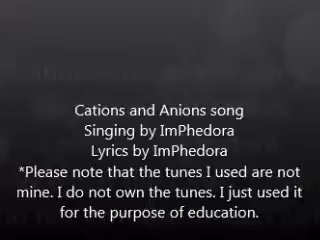 Cations and Anions song
Singing by ImPhedora
Lyrics by ImPhedora
*Please note that the tunes I used are not
mine. I do not own the tunes. I just used it
for the purpose of education.